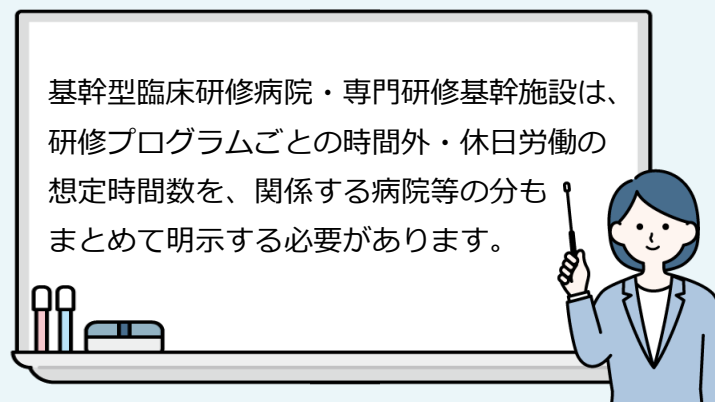 基幹型臨床研修病院・専門研修基幹施設は、
研修プログラムごとの時間外・休日労働の
想定時間数を、関係する病院等の分も
まとめて明示する必要があります。